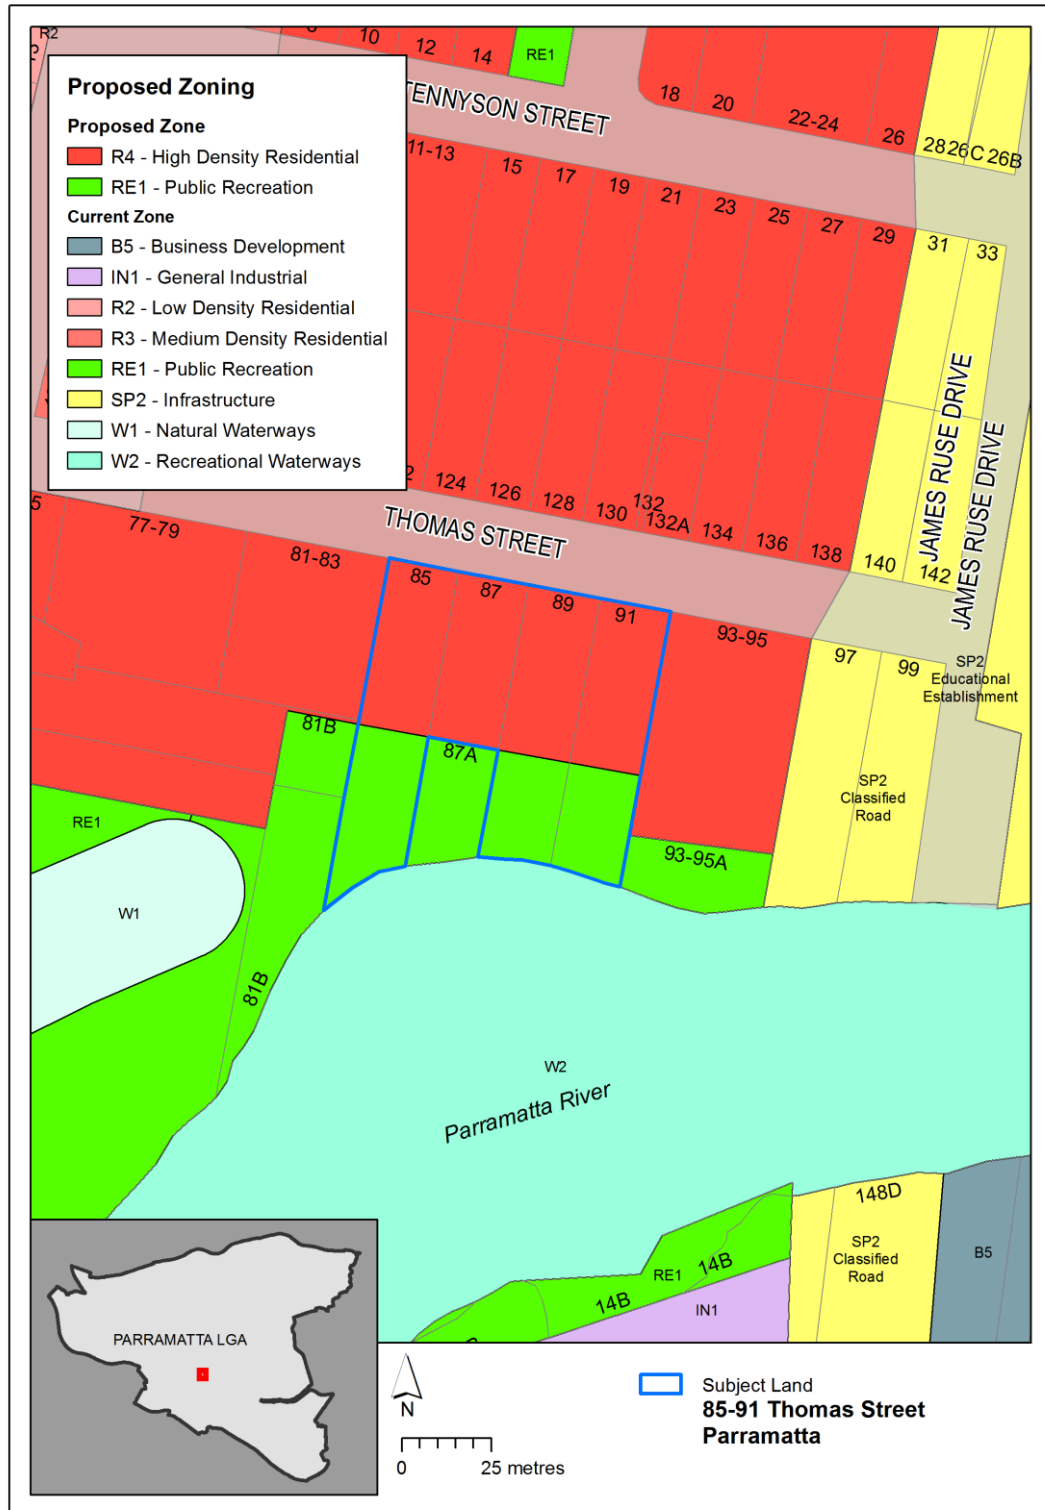 R2
10
12
14
RE1
18
20
22-24
26
28
26C
26B
TENNYSON STREET
Proposed Zoning
Proposed Zone
R4 - High Density Residential
RE1 - Public Recreation
Current Zone
B5 - Business Development
IN1 - General Industrial
R2 - Low Density Residential
R3 - Medium Density Residential
RE1 - Public Recreation
SP2 - Infrastructure
W1 - Natural Waterways
W2 - Recreational Waterways
11-13
15
17
19
21
23
25
27
29
31
33
JAMES RUSE DRIVE
JAMES RUSE DRIVE
124
126
128
130
132
132A
134
136
138
140
142
THOMAS STREET
77-79
81-83
85
87
89
91
93-95
97
99
SP2
Educational
Establishment
81B
87A
93-95A
SP2
Classified
Road
RE1
W1
81B
W2
Parramatta River
148D
SP2
Classified
Road
B5
RE1
14B
14B
IN1
PARRAMATTA LGA
N
0 25 metres
Subject Land
85-91 Thomas Street
Parramatta